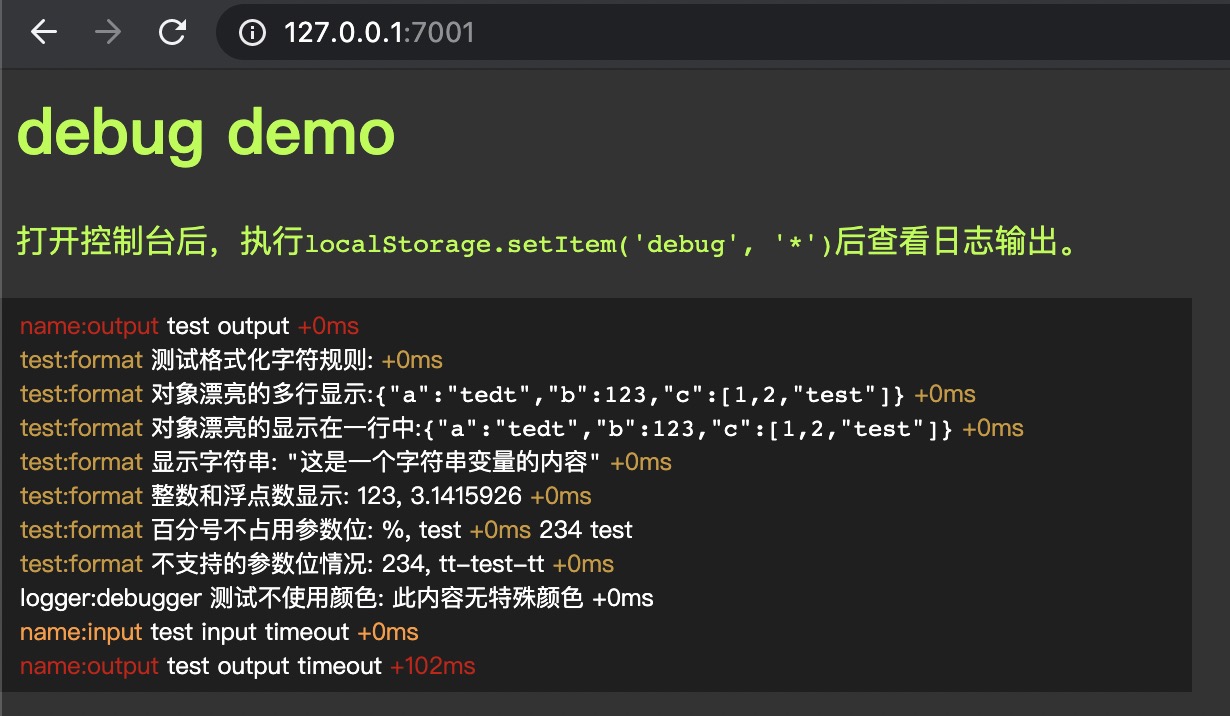 127.0.0.1:7001
debug demo
打开控制台后，执行localStorage.setItem('debug', '*')后查看日志输出。
name:output test output +0ms
test:format 测试格式化字符规则: +0ms
test:format 对象漂亮的多行显示:{"a":"tedt","b":123,"c":[1,2,"test"]} +0ms
test:format 对象漂亮的显示在一行中:{"a":"tedt","b":123,"c":[1,2,"test"]} +0ms
test:format 显示字符串: "这是一个字符串变量的内容" +0ms
test:format 整数和浮点数显示: 123, 3.1415926 +0ms
test:format 百分号不占用参数位: %, test +0ms 234 test
test:format 不支持的参数位情况: 234, tt-test-tt +0ms
logger:debugger 测试不使用颜色: 此内容无特殊颜色 +0ms
name:input test input timeout +0ms
name:output test output timeout +102ms